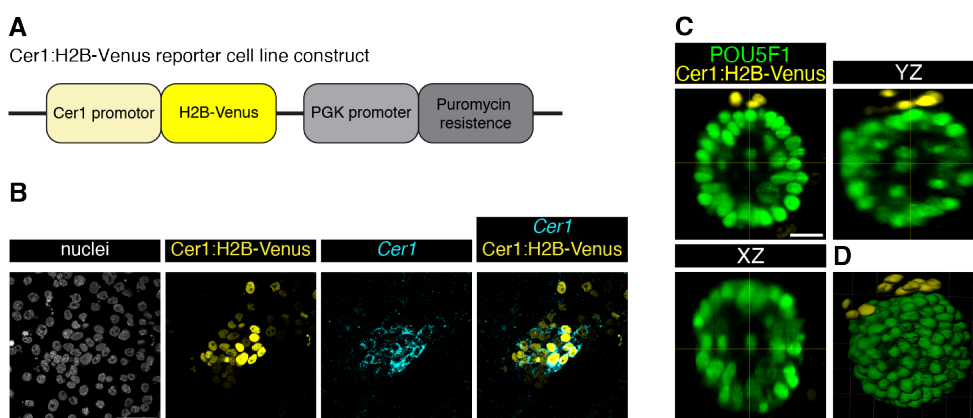 A
Cer1:H2B-Venus reporter cell line construct
Cer1 promotor
H2B-Venus
PGK promoter
Puromycin
resistence
B
nuclei
Cer1:H2B-Venus
Cer1
Cer1
Cer1:H2B-Venus
C
POU5F1
Cer1:H2B-Venus
YZ
XZ
D